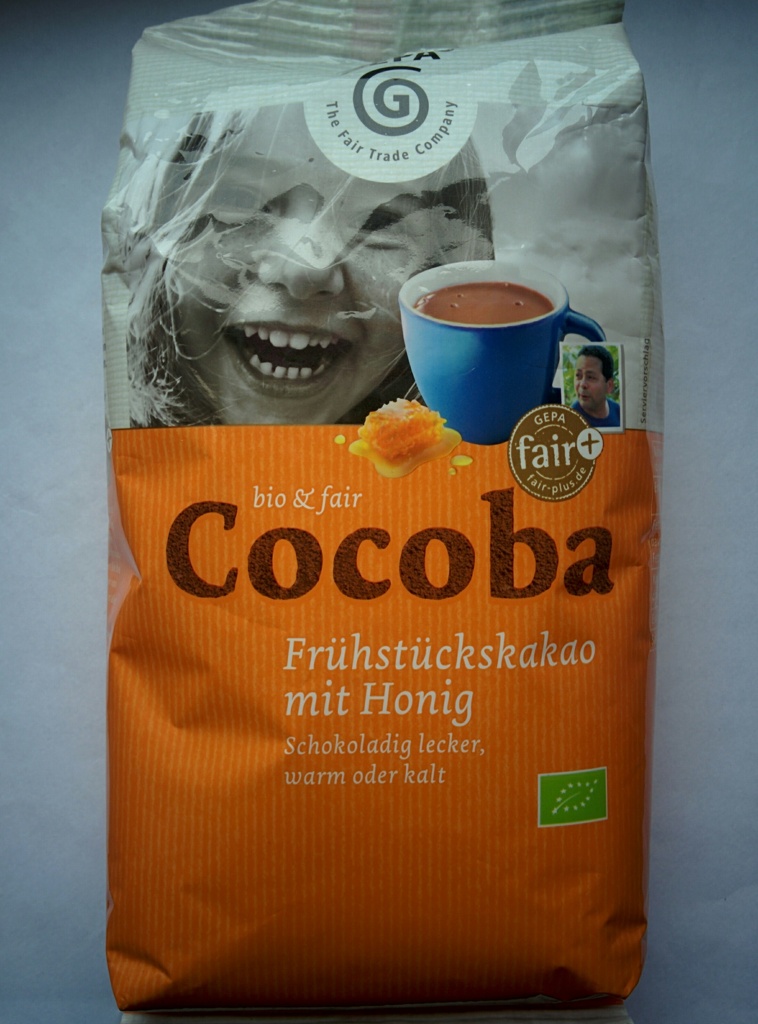 GEPA
G
The Fair Trade Company
Serviervorschlag
GEPA
fair+
fair-plus.de
bio & fair
Cocoba
Frühstückskakao
mit Honig
Schokoladig lecker,
warm oder kalt